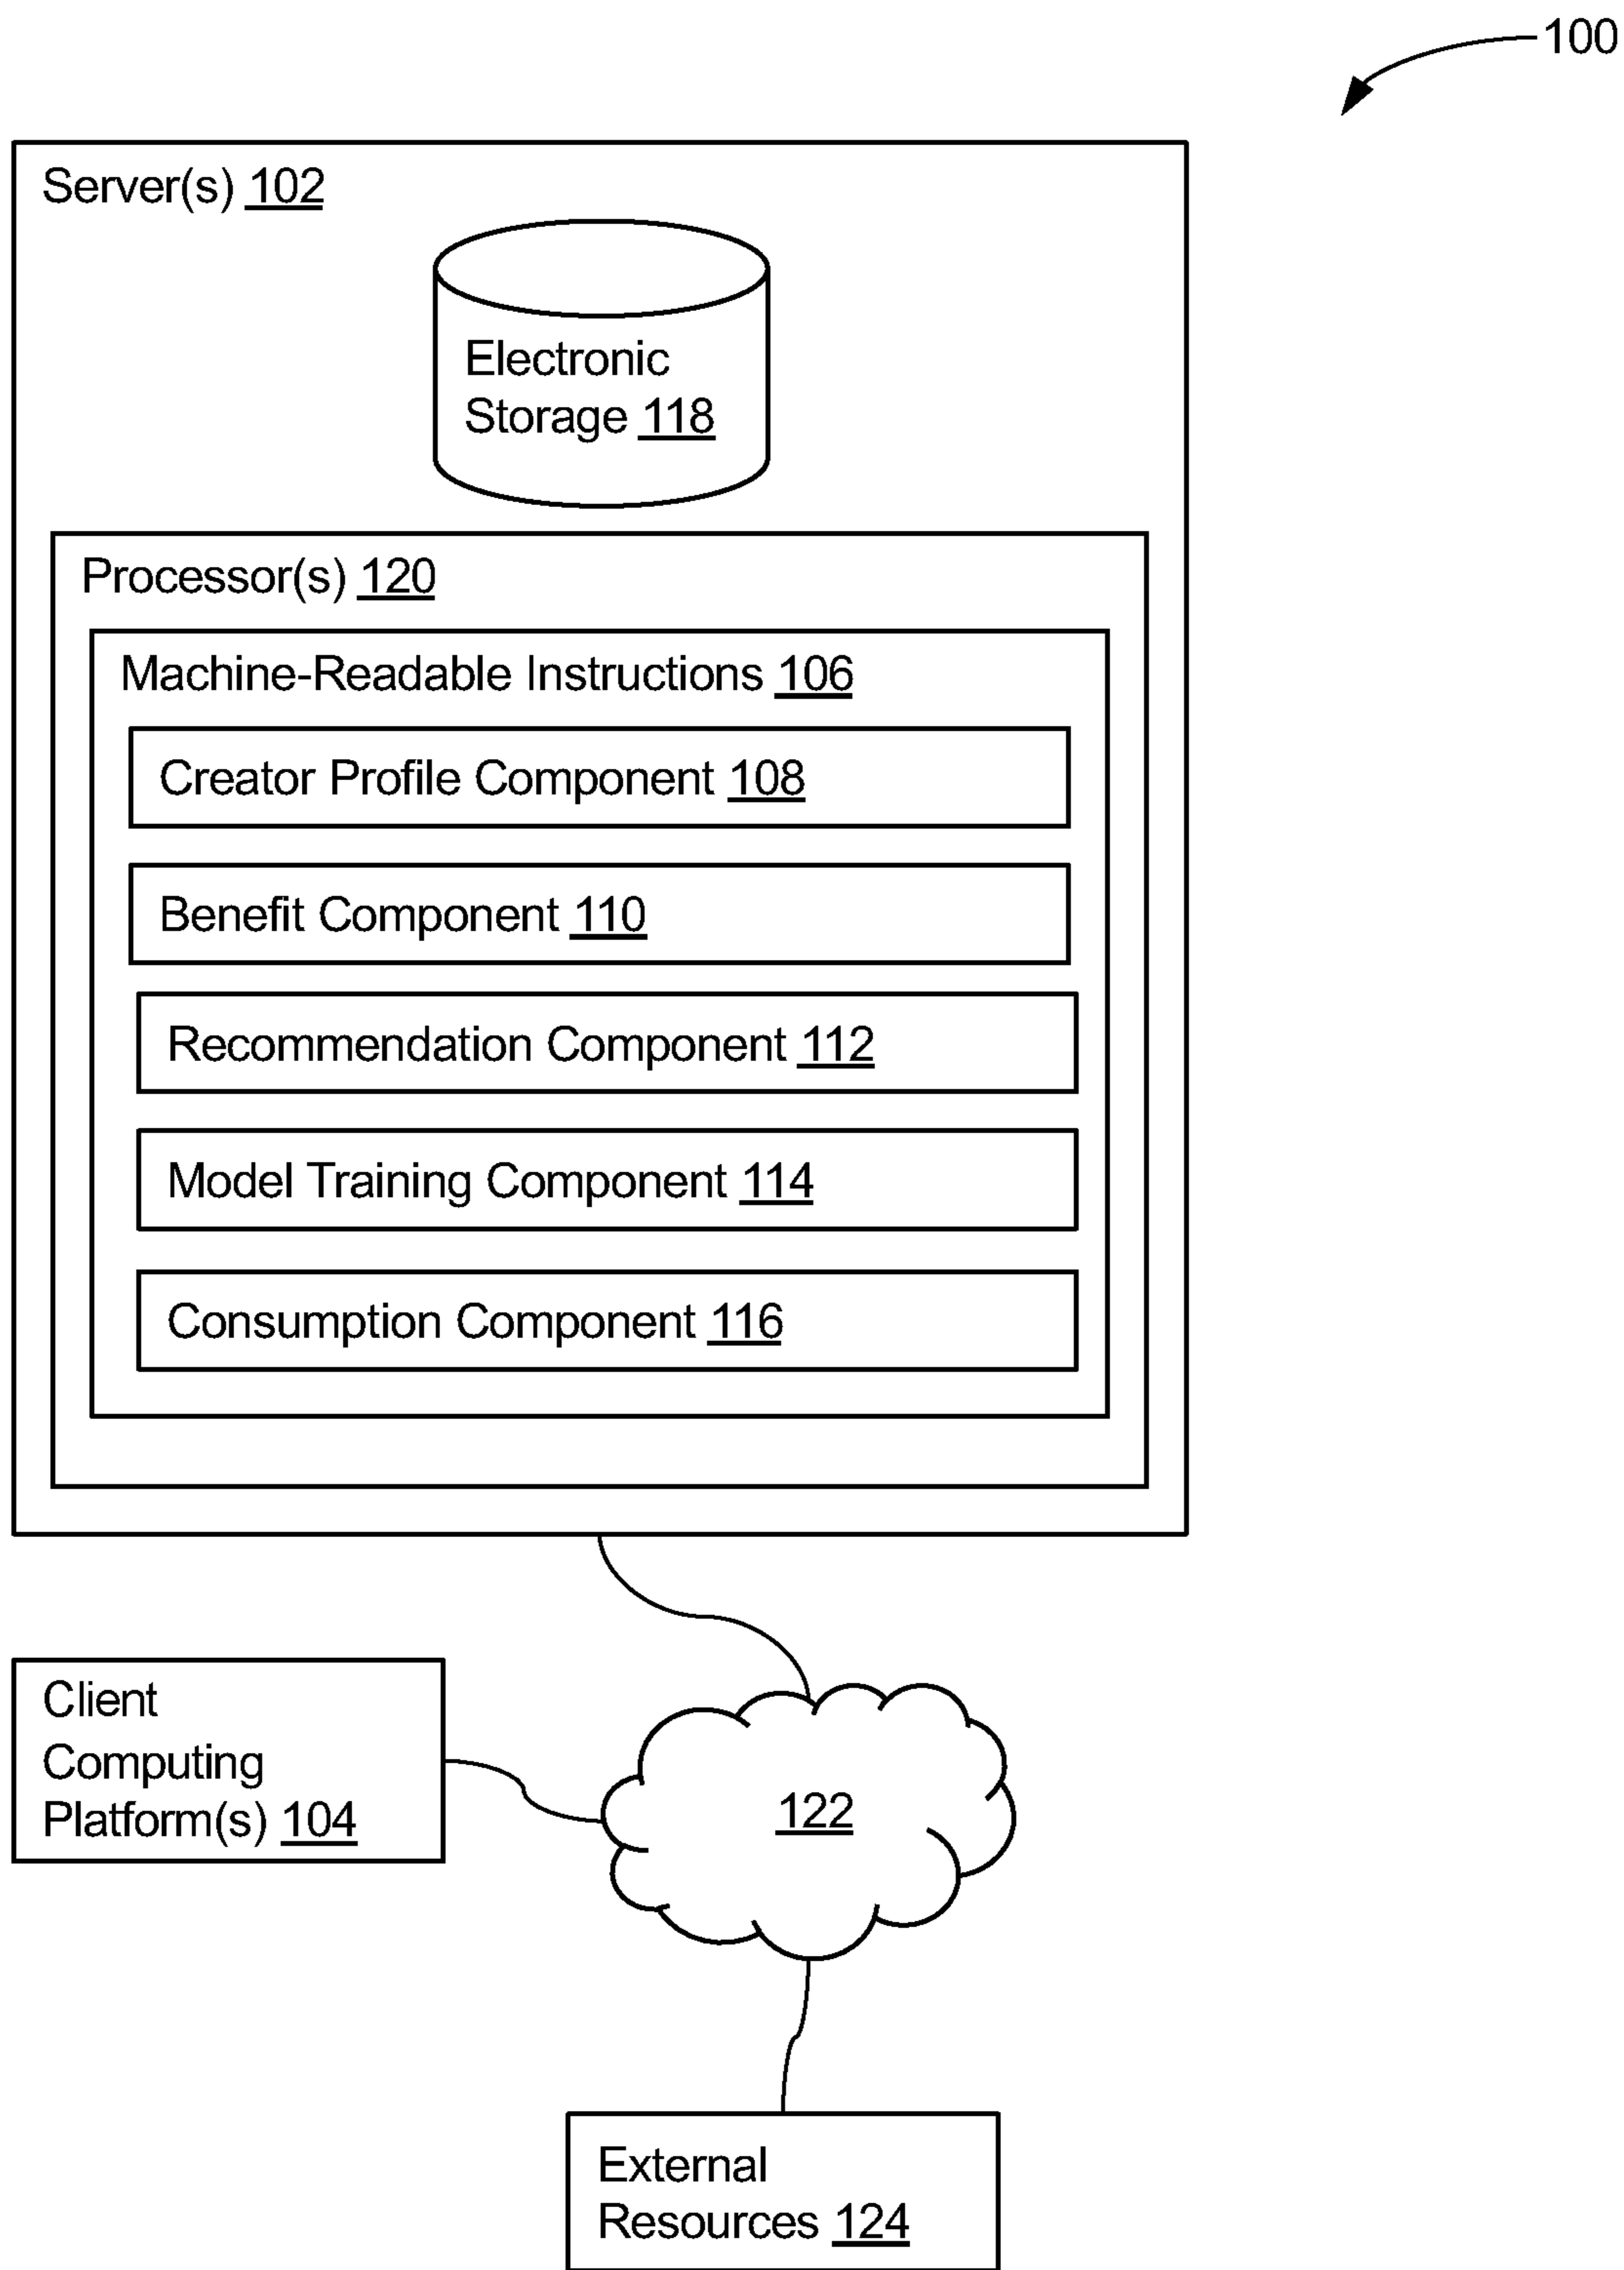 100
Server(s) 102
Electronic
Storage 118
Processor(s) 120
Machine-Readable Instructions 106
Creator Profile Component 108
Benefit Component 110
Recommendation Component 112
Model Training Component 114
Consumption Component 116
Client
Computing
Platform(s) 104
122
External
Resources 124